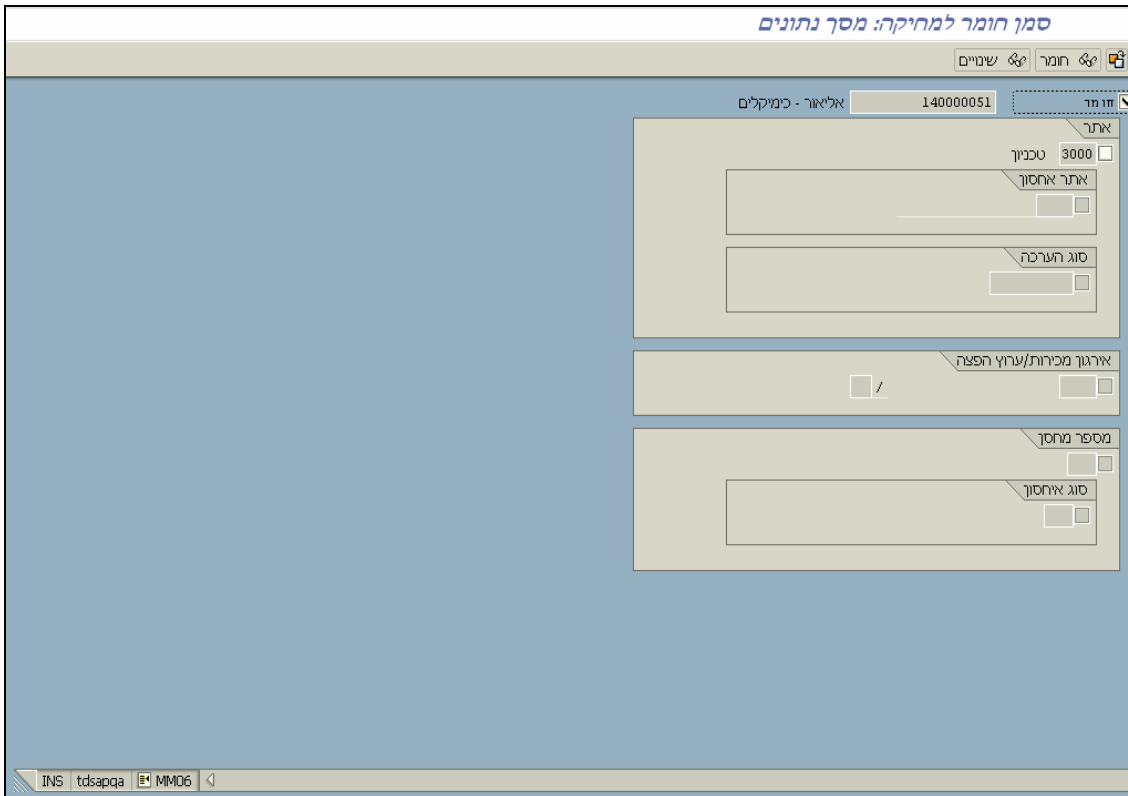 סמן חומר למחיקה: מסך נתונים
חומר שינויים
חומר 140000051 אליאור - כימיקלים
אתר
3000 טכניון
אתר אחסון
סוג הערכה
אירגון מכירות/ערוץ הפצה
/
מספר מחסן
סוג איחסון
INS tdsapqa MM06